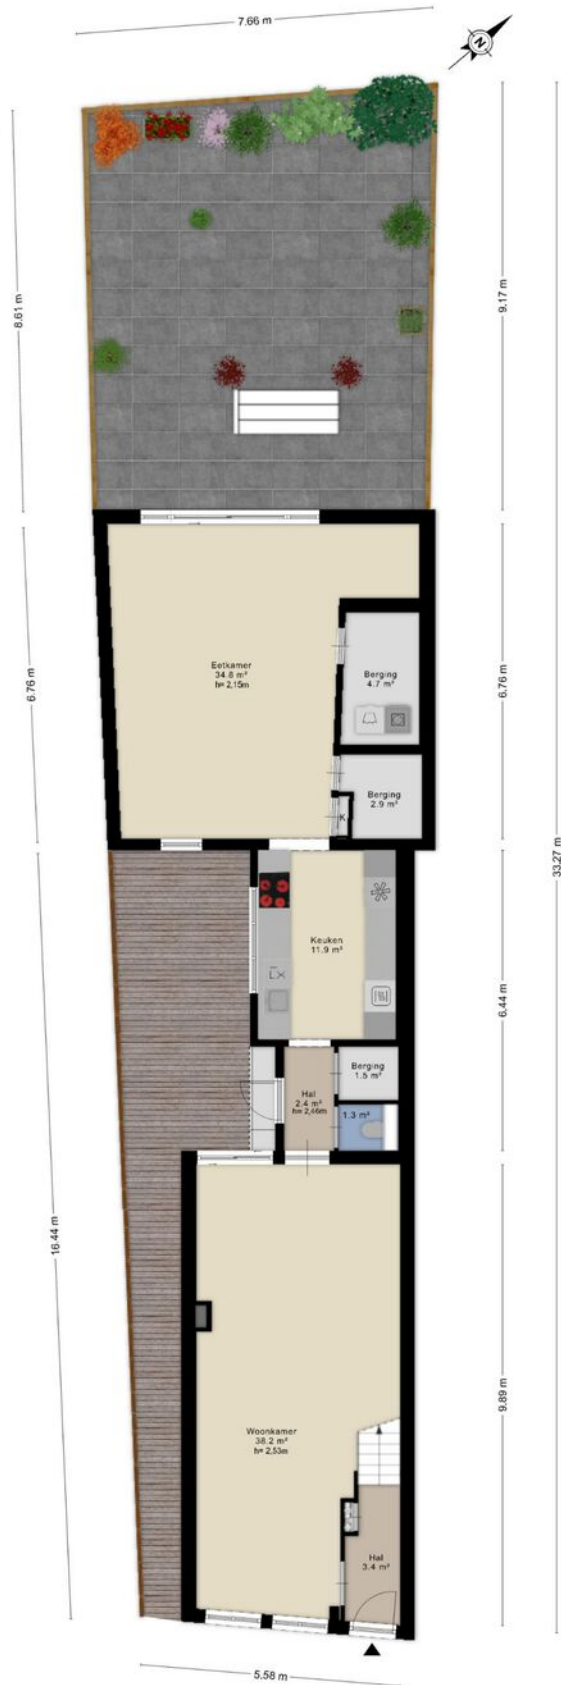 7.66 m
N
8.61 m
9.17 m
Eetkamer
34.8 m²
h= 2,15m
Berging
4.7 m²
6.76 m
6.76 m
Berging
2.9 m²
K
33.27 m
Keuken
11.9 m²
6.44 m
Berging
1.5 m²
Hal
2.4 m²
h= 2,46m
1.3 m²
16.44 m
9.89 m
Woonkamer
38.2 m²
h= 2,53m
Hal
3.4 m²
5.58 m